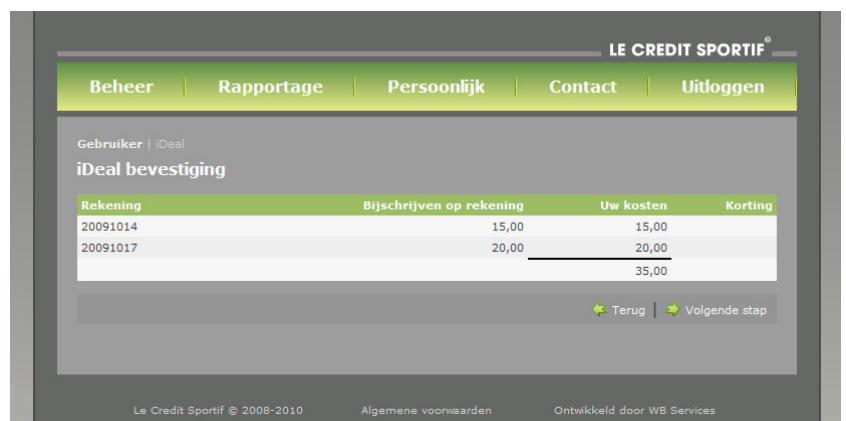 LE CREDIT SPORTIF©
Beheer Rapportage Persoonlijk Contact Uitloggen
Gebruiker | iDeal
iDeal bevestiging
Rekening Bijschrijven op rekening Uw kosten Korting
20091014 15,00 15,00
20091017 20,00 20,00
35,00
Terug | Volgende stap
Le Credit Sportif © 2008-2010 Algemene voorwaarden Ontwikkeld door WB Services